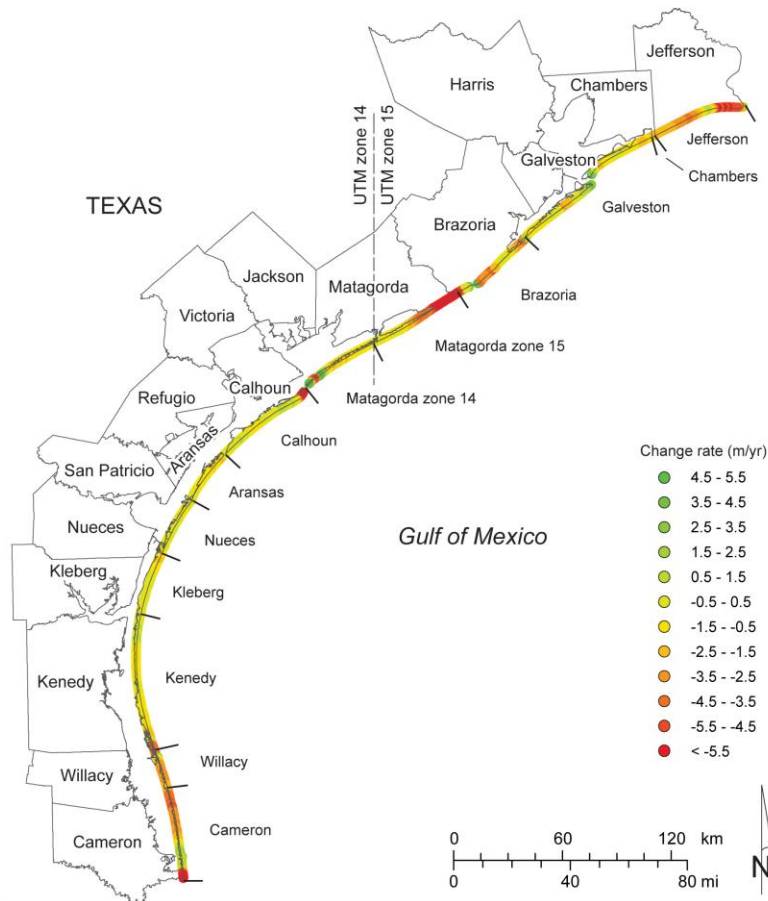 Jefferson
Harris
Chambers
UTM zone 14
UTM zone 15
Jefferson
Galveston
Chambers
TEXAS
Galveston
Brazoria
Jackson
Matagorda
Victoria
Brazoria
Matagorda zone 15
Calhoun
Refugio
Matagorda zone 14
Aransas
Calhoun
San Patricio
Aransas
Nueces
Nueces
Gulf of Mexico
Kleberg
Kleberg
Kenedy
Kenedy
Willacy
Willacy
Cameron
Cameron
Change rate (m/yr)
4.5 - 5.5
3.5 - 4.5
2.5 - 3.5
1.5 - 2.5
0.5 - 1.5
-0.5 - 0.5
-1.5 - -0.5
-2.5 - -1.5
-3.5 - -2.5
-4.5 - -3.5
-5.5 - -4.5
< -5.5
0 60 120 km
0 40 80 mi
N